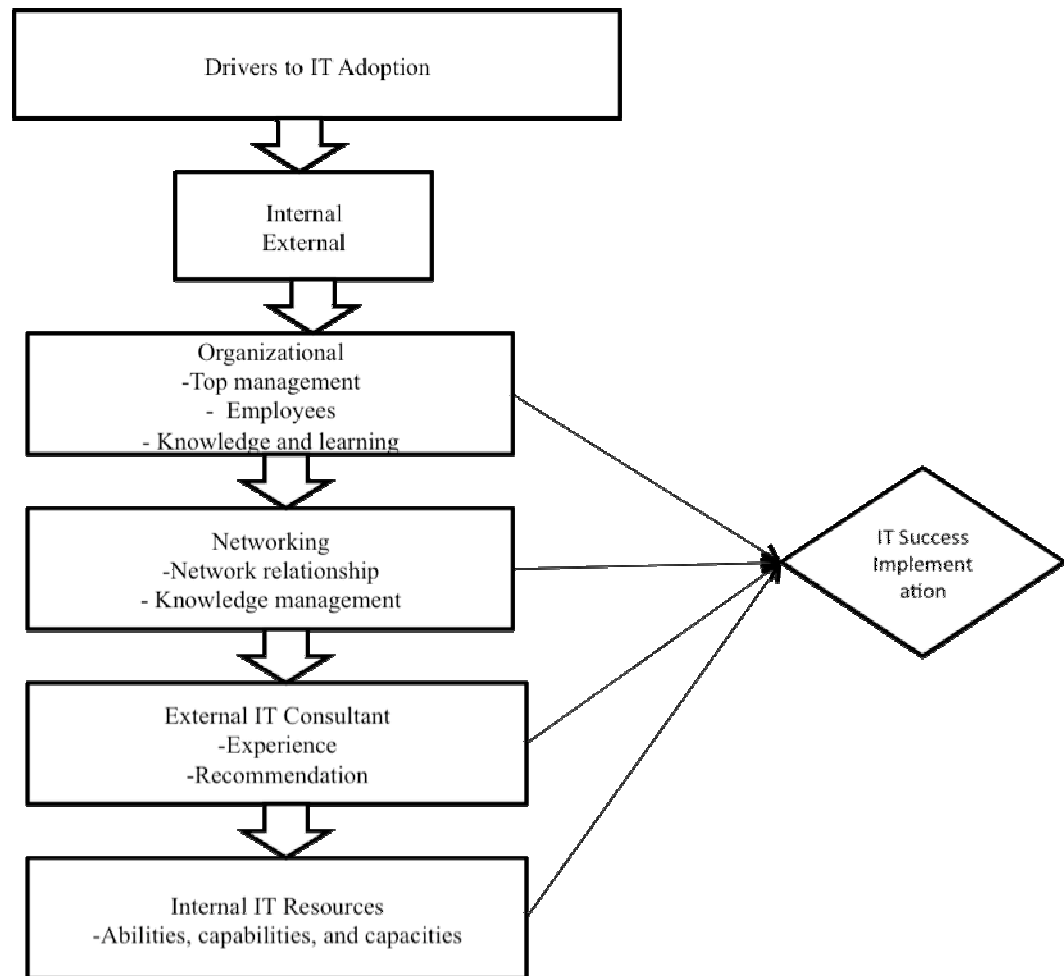 Drivers to IT Adoption
Internal
External
Organizational
-Top management
- Employees
- Knowledge and learning
Networking
-Network relationship
- Knowledge management
External IT Consultant
-Experience
-Recommendation
Internal IT Resources
-Abilities, capabilities, and capacities
IT Success
Implement
ation